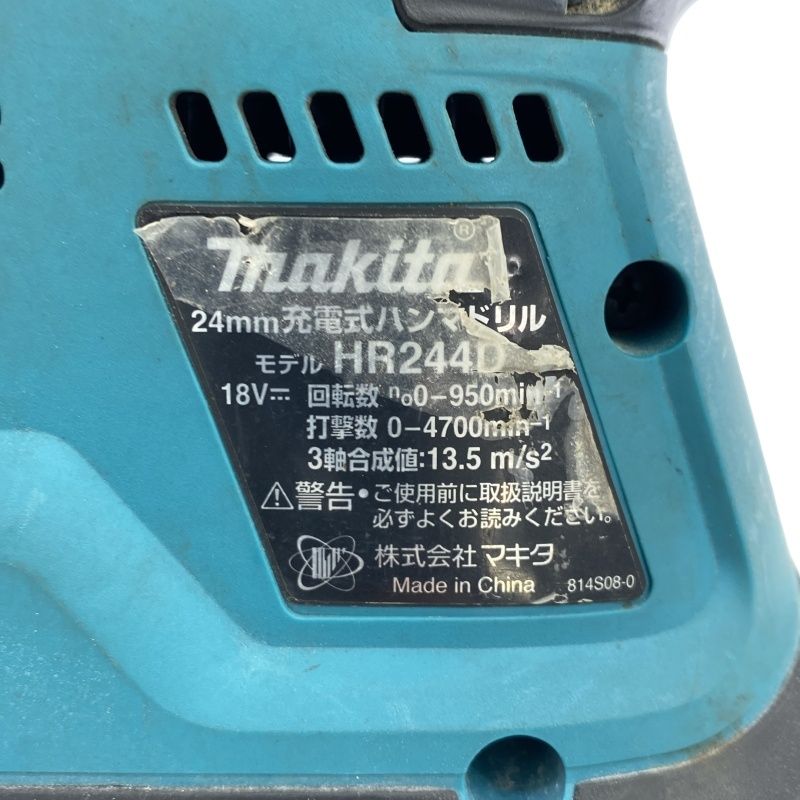 makita®
24mm充電式ハンマドリル
モデル HR244D
18V⎓ 回転数 n₀0-950min⁻¹
打撃数 0-4700min⁻¹
3軸合成値:13.5 m/s²
⚠警告・ご使用前に取扱説明書を
必ずよくお読みください。
株式会社 マキタ
Made in China 814S08-0